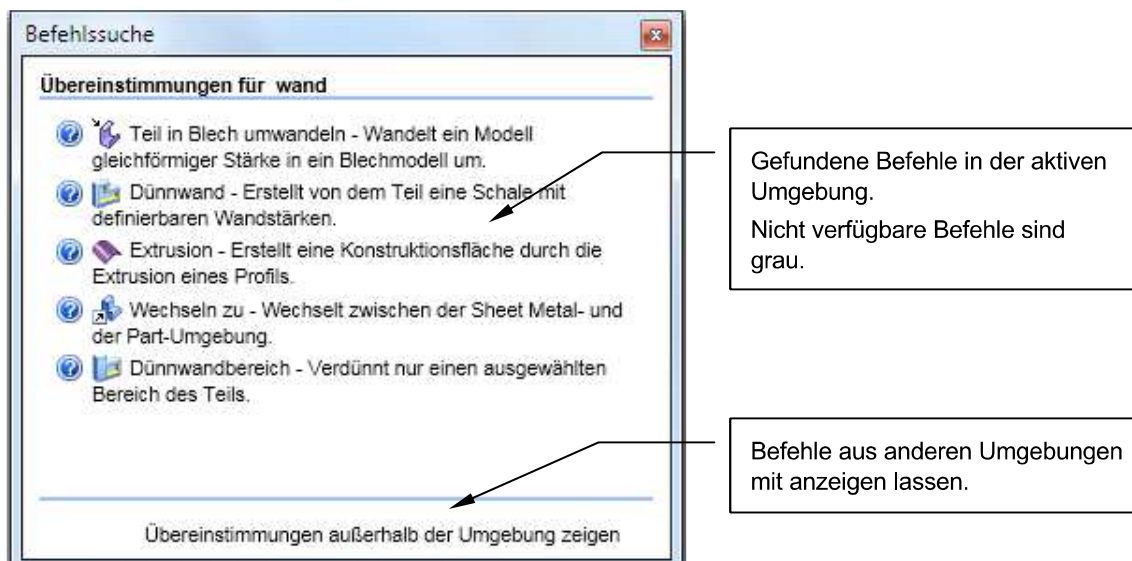 Befehlssuche
Übereinstimmungen für wand
Teil in Blech umwandeln - Wandelt ein Modell
gleichförmiger Stärke in ein Blechmodell um.
Dünnwand - Erstellt von dem Teil eine Schale mit
definierbaren Wandstärken.
Extrusion - Erstellt eine Konstruktionsfläche durch die
Extrusion eines Profils.
Wechseln zu - Wechselt zwischen der Sheet Metal- und
der Part-Umgebung.
Dünnwandbereich - Verdünnt nur einen ausgewählten
Bereich des Teils.
Übereinstimmungen außerhalb der Umgebung zeigen
Gefundene Befehle in der aktiven
Umgebung.
Nicht verfügbare Befehle sind
grau.
Befehle aus anderen Umgebungen
mit anzeigen lassen.